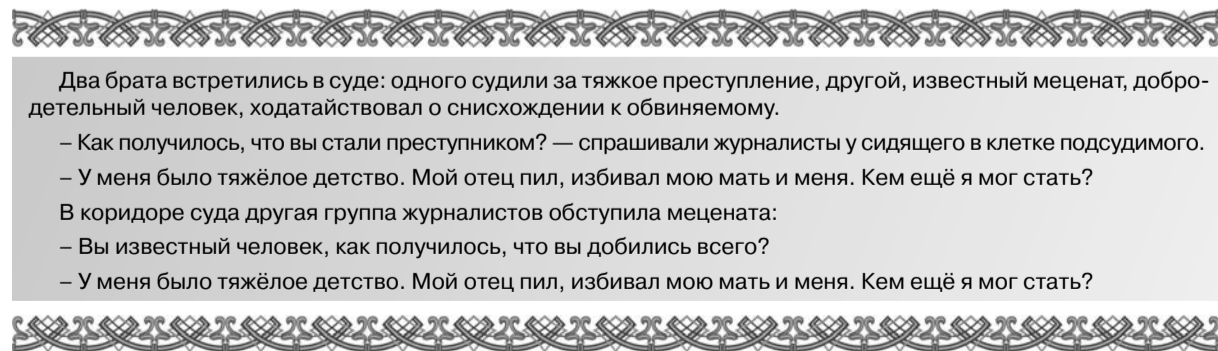 Два брата встретились в суде: одного судили за тяжкое преступление, другой, известный меценат, добро-
детельный человек, ходатайствовал о снисхождении к обвиняемому.
– Как получилось, что вы стали преступником? — спрашивали журналисты у сидящего в клетке подсудимого.
– У меня было тяжёлое детство. Мой отец пил, избивал мою мать и меня. Кем ещё я мог стать?
В коридоре суда другая группа журналистов обступила мецената:
– Вы известный человек, как получилось, что вы добились всего?
– У меня было тяжёлое детство. Мой отец пил, избивал мою мать и меня. Кем ещё я мог стать?